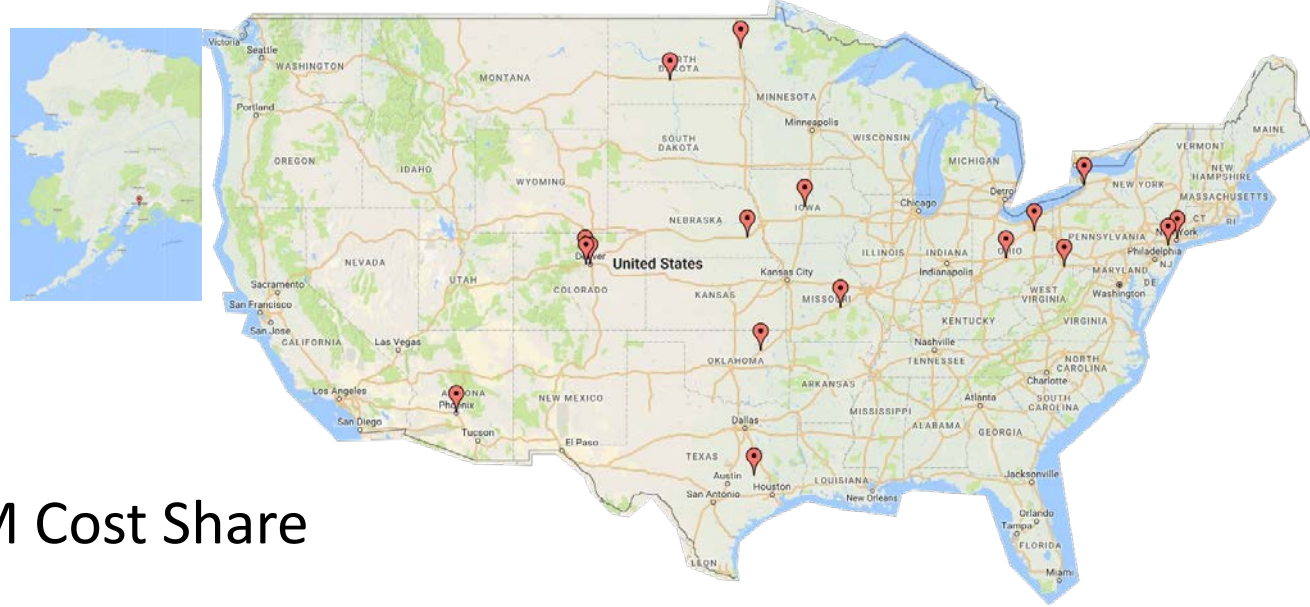 Victoria
Seattle
WASHINGTON
MONTANA
NORTH DAKOTA
MINNESOTA
Portland
Minneapolis
MAINE
SOUTH DAKOTA
WISCONSIN
VERMONT
OREGON
IDAHO
MICHIGAN
NEW HAMPSHIRE
WYOMING
NEW YORK
Chicago
MASSACHUSETTS
IOWA
NEBRASKA
CT
RI
NEVADA
UTAH
ILLINOIS
INDIANA
OHIO
PENNSYLVANIA
Philadelphia
United States
Indianapolis
NJ
Sacramento
COLORADO
Kansas City
MARYLAND
DE
San Francisco
KANSAS
MISSOURI
WEST VIRGINIA
Washington
San Jose
CALIFORNIA
Las Vegas
KENTUCKY
VIRGINIA
Nashville
OKLAHOMA
TENNESSEE
NORTH CAROLINA
Los Angeles
ARKANSAS
Charlotte
Phoenix
NEW MEXICO
Atlanta
SOUTH CAROLINA
San Diego
Tucson
Dallas
MISSISSIPPI
ALABAMA
GEORGIA
El Paso
TEXAS
Austin
Houston
LOUISIANA
Jacksonville
San Antonio
New Orleans
Orlando
Tampa
FLORIDA
Miami
M Cost Share